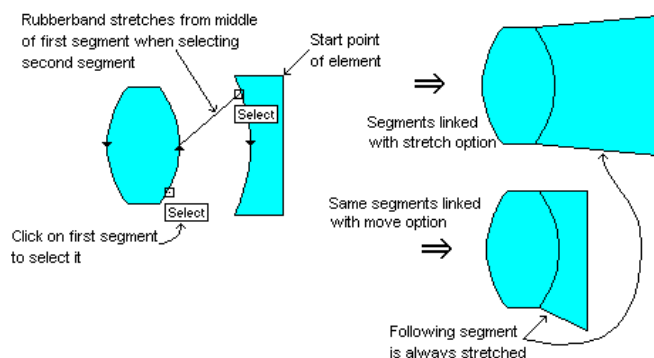 Rubberband stretches from middle
of first segment when selecting
second segment
Start point
of element
Select
Select
Click on first segment
to select it
⇒
Segments linked
with stretch option
Same segments linked
with move option
⇒
Following segment
is always stretched